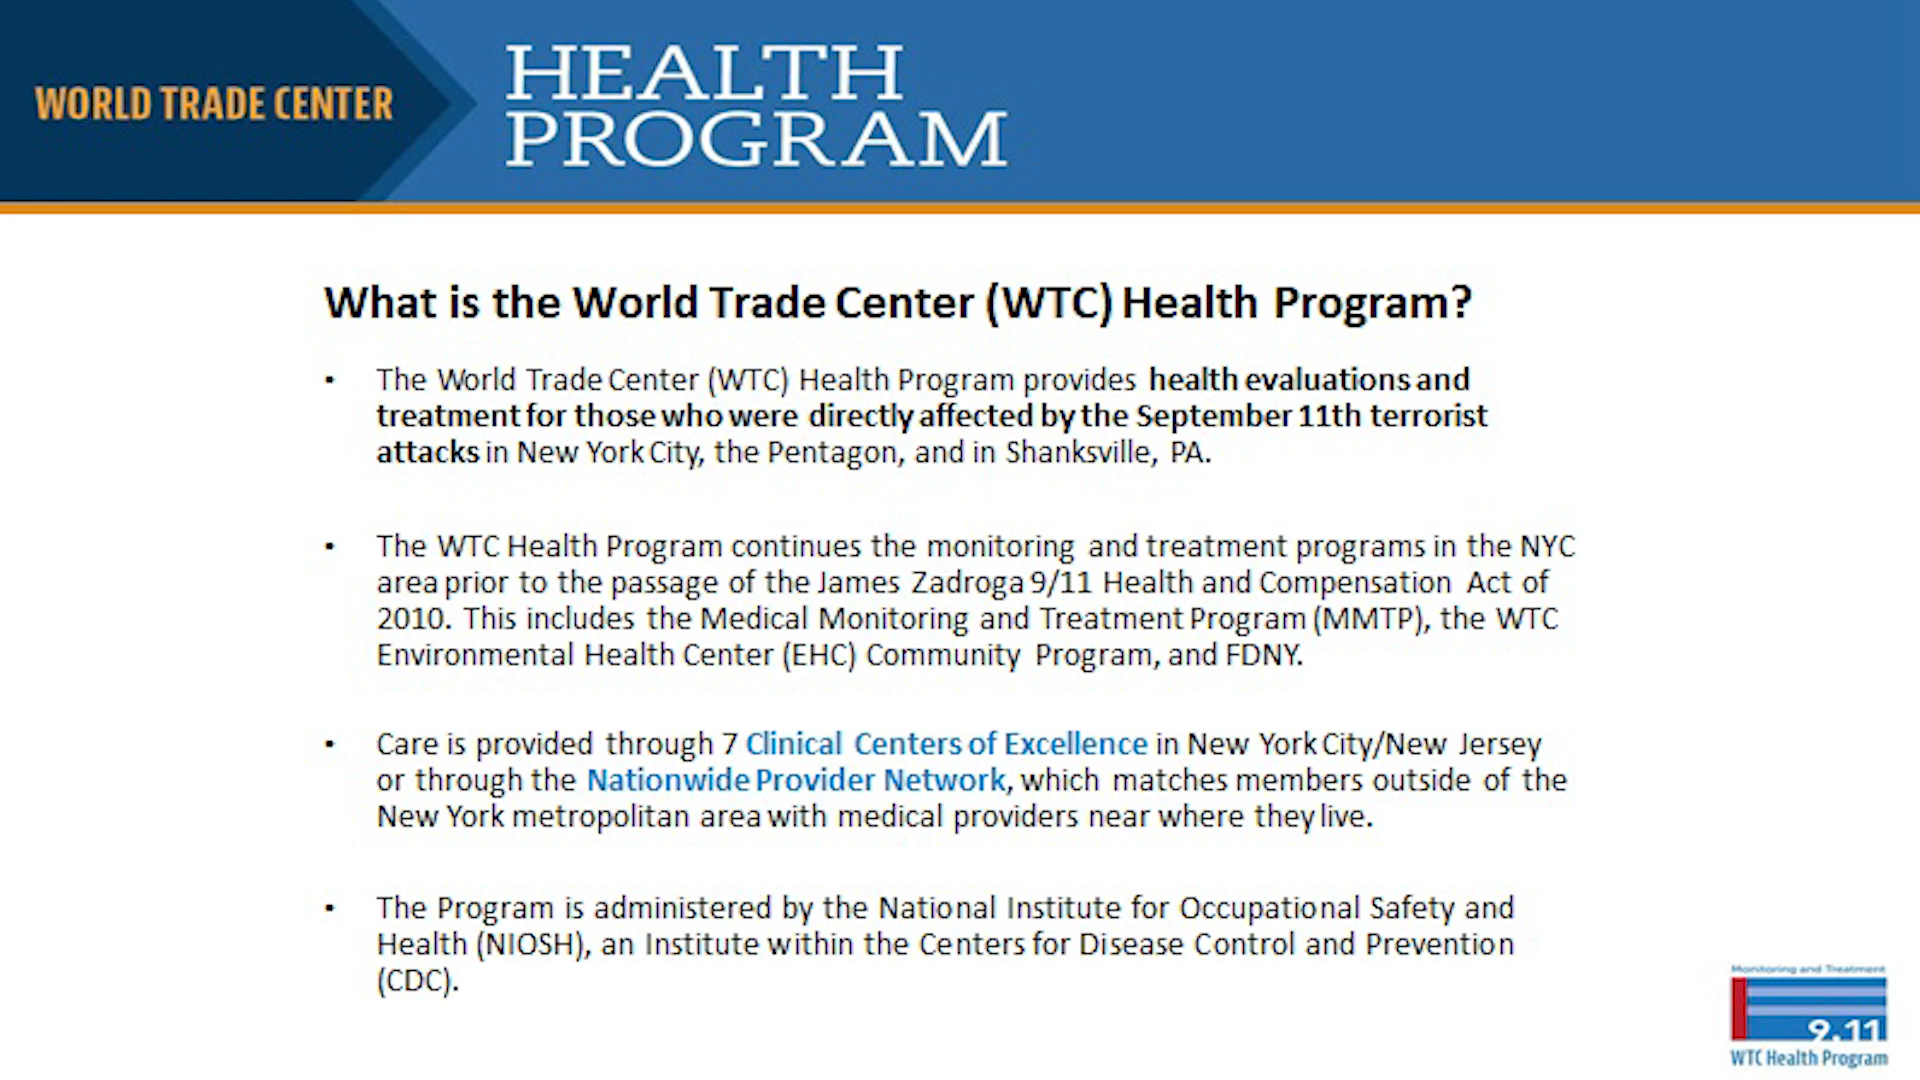 WORLD TRADE CENTER
HEALTH
PROGRAM
What is the World Trade Center (WTC) Health Program?
• The World Trade Center (WTC) Health Program provides health evaluations and
treatment for those who were directly affected by the September 11th terrorist
attacks in New York City, the Pentagon, and in Shanksville, PA.
• The WTC Health Program continues the monitoring and treatment programs in the NYC
area prior to the passage of the James Zadroga 9/11 Health and Compensation Act of
2010. This includes the Medical Monitoring and Treatment Program (MMTP), the WTC
Environmental Health Center (EHC) Community Program, and FDNY.
• Care is provided through 7 Clinical Centers of Excellence in New York City/New Jersey
or through the Nationwide Provider Network, which matches members outside of the
New York metropolitan area with medical providers near where they live.
• The Program is administered by the National Institute for Occupational Safety and
Health (NIOSH), an Institute within the Centers for Disease Control and Prevention
(CDC).
Monitoring and Treatment
9.11
WTC Health Program